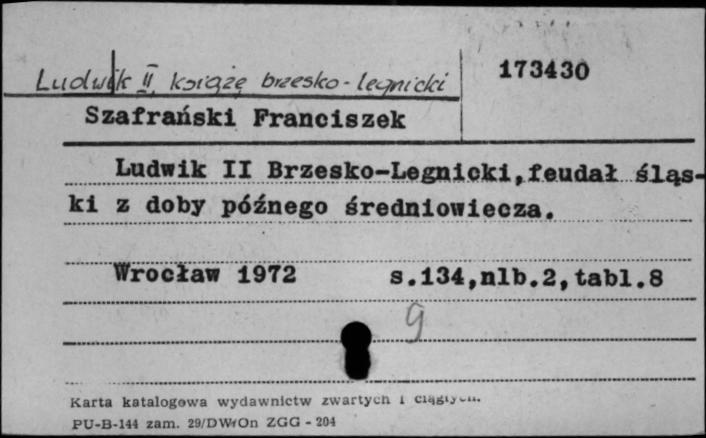 Ludwik II, książę brzesko-legnicki
173430
Szafrański Franciszek
Ludwik II Brzesko-Legnicki, feudał śląs-
ki z doby późnego średniowiecza.
Wrocław 1972 s.134,nlb.2,tabl.8
9
Karta katalogowa wydawnictw zwartych i ciągłych.
PU-B-144 zam. 29/DWrOn ZGG - 204